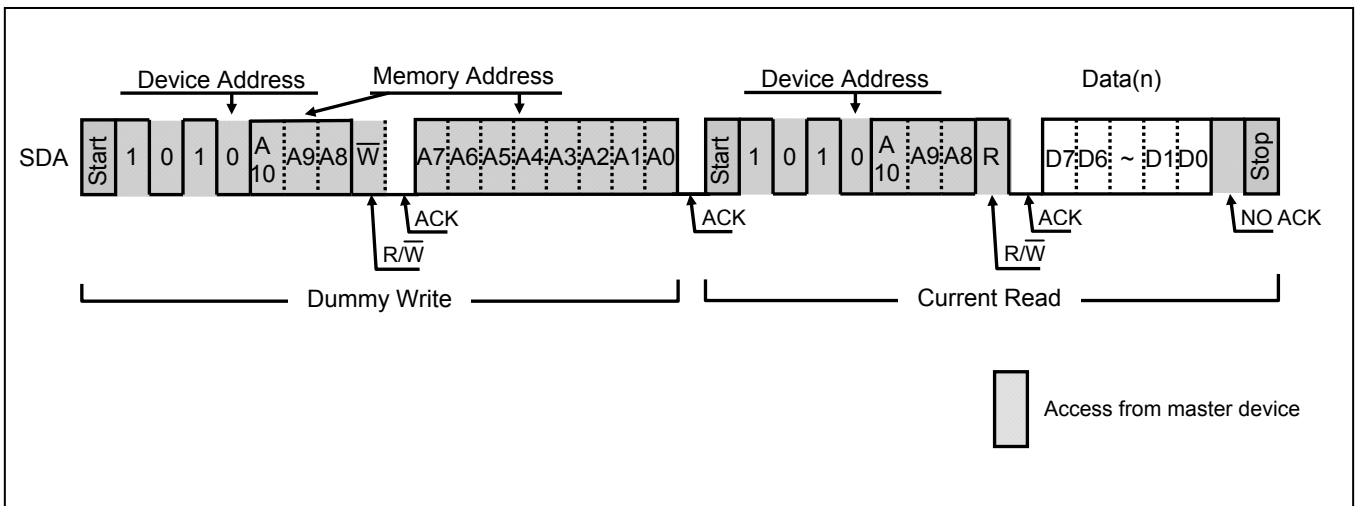 Device Address Memory Address Device Address Data(n)
SDA Start 1 0 1 0 A10 A9 A8 W̅ A7 A6 A5 A4 A3 A2 A1 A0 Start 1 0 1 0 A10 A9 A8 R D7 D6 ~ D1 D0 Stop
ACK ACK ACK NO ACK
R/W̅ R/W̅
Dummy Write Current Read
Access from master device